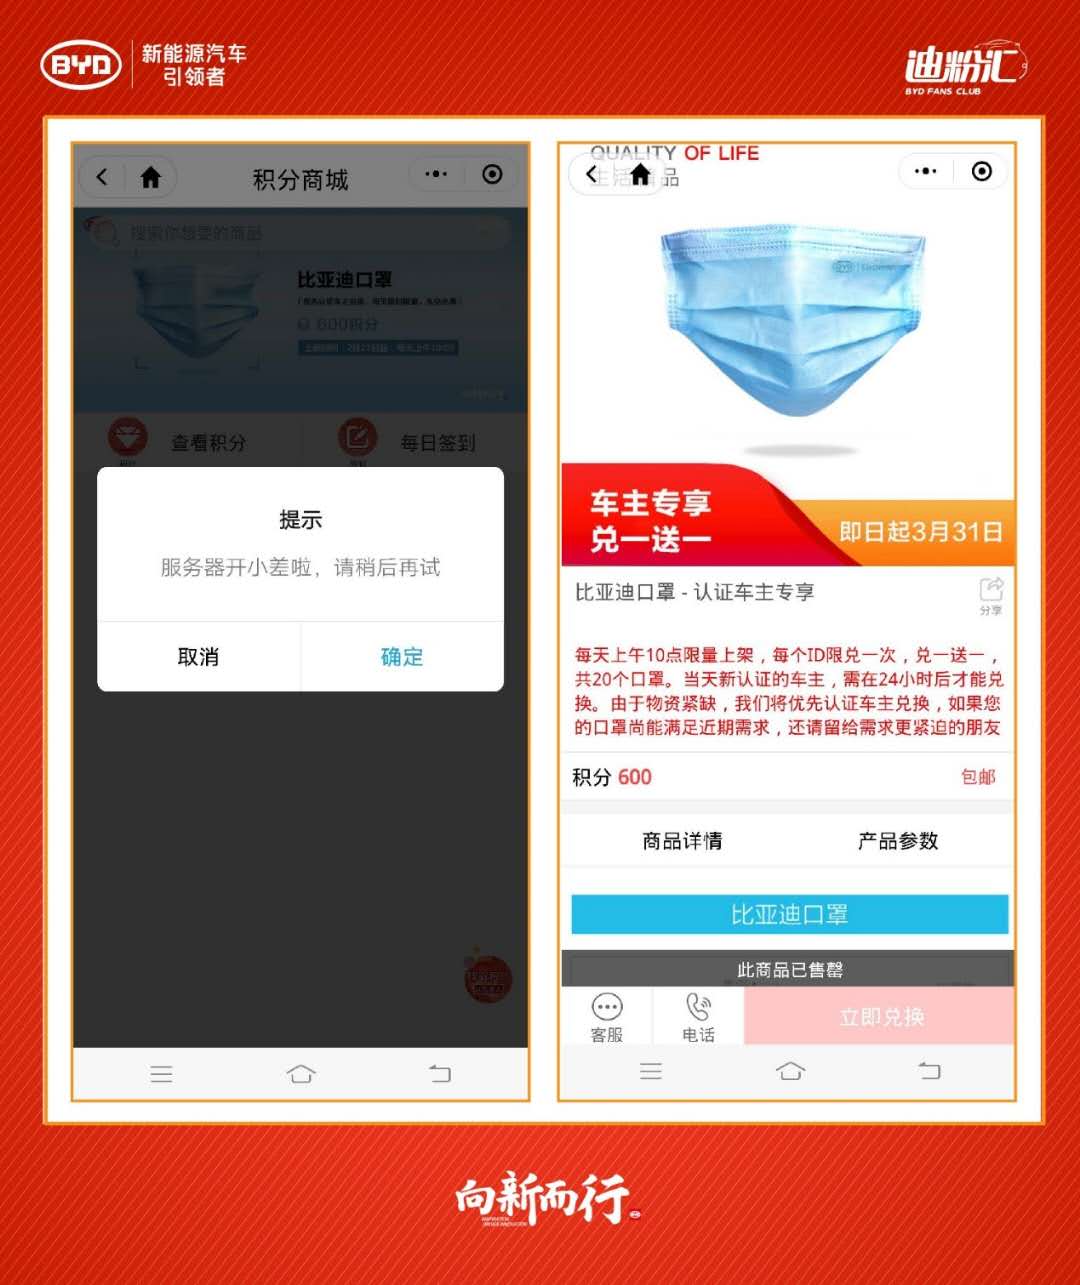 BYD
新能源汽车
引领者
迪粉汇
BYD FANS CLUB
积分商城
搜索你想要的商品
比亚迪口罩
600积分
查看积分
每日签到
提示
服务器开小差啦，请稍后再试
取消
确定
QUALITY OF LIFE
车主专享
兑一送一
即日起3月31日
比亚迪口罩 - 认证车主专享
分享
每天上午10点限量上架，每个ID限兑一次，兑一送一，
共20个口罩。当天新认证的车主，需在24小时后才能兑
换。由于物资紧缺，我们将优先认证车主兑换，如果您
的口罩尚能满足近期需求，还请留给需求更紧迫的朋友
积分 600
包邮
商品详情
产品参数
比亚迪口罩
此商品已售罄
客服
电话
立即兑换
向新而行